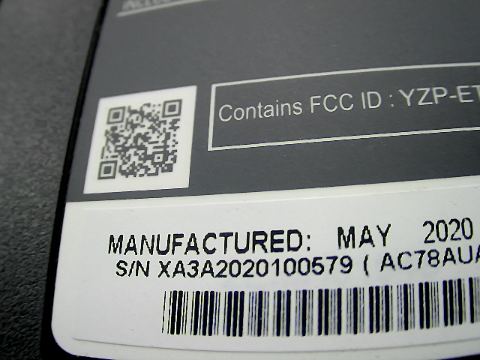 Contains FCC ID : YZP-ET
MANUFACTURED: MAY 2020
S/N XA3A2020100579 ( AC78AUA